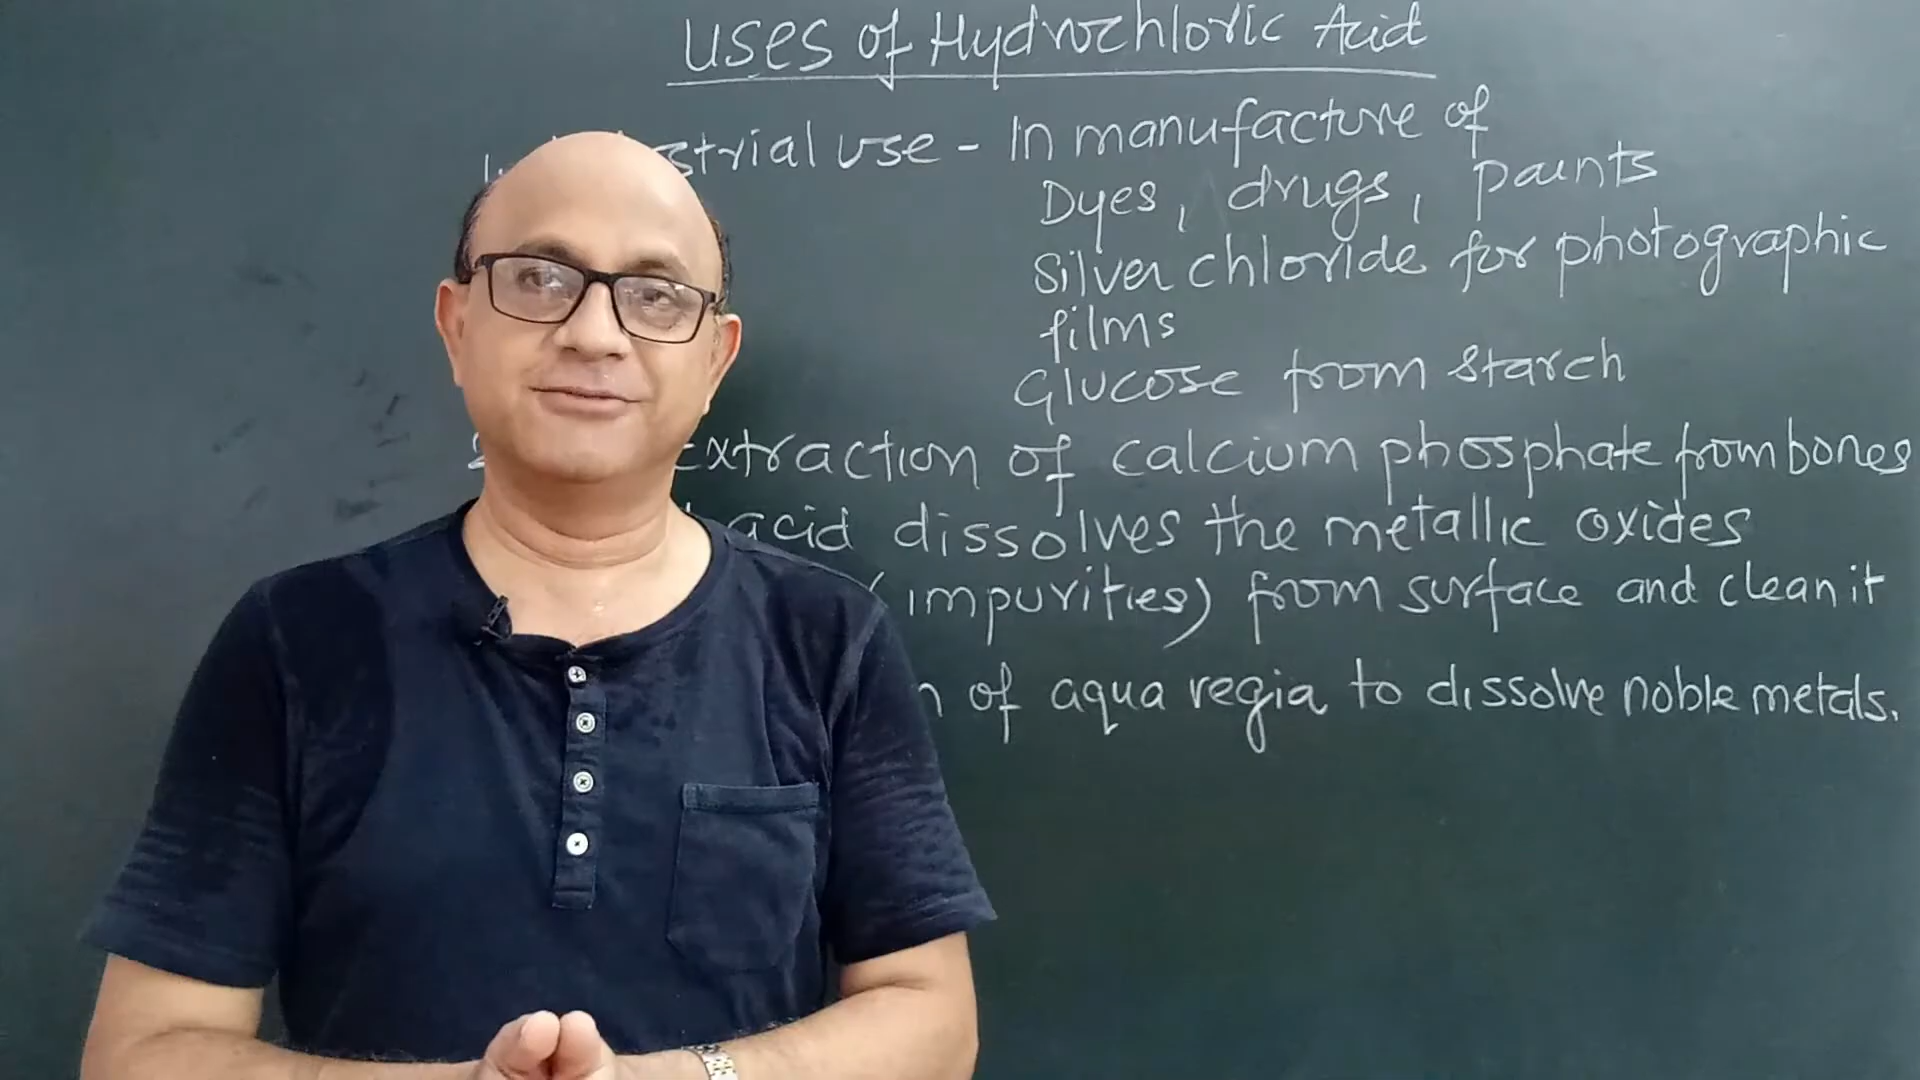 Uses of Hydrochloric Acid
use - In manufacture of
Dyes, drugs, paints
Silver chloride for photographic
films
Glucose from starch
extraction of calcium phosphate from bones
acid dissolves the metallic oxides
(impurities) from surface and clean it
of aqua regia to dissolve noble metals.